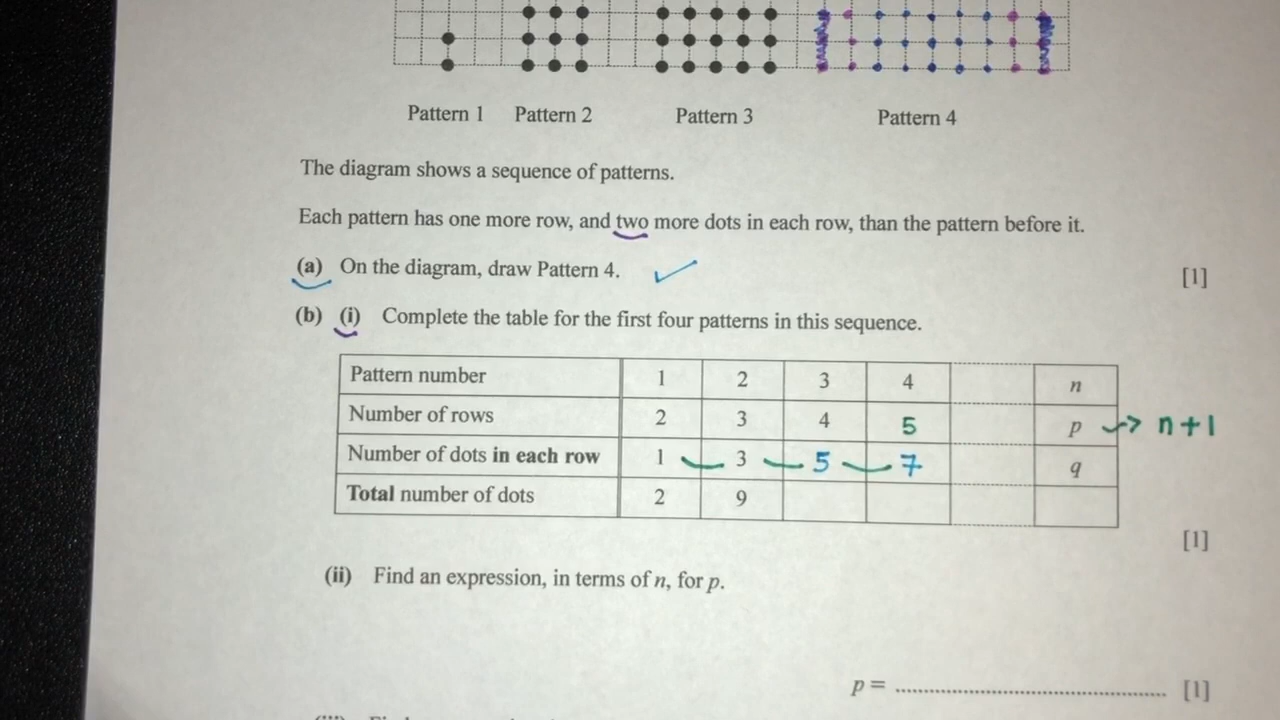 Pattern 1 Pattern 2 Pattern 3 Pattern 4
The diagram shows a sequence of patterns.
Each pattern has one more row, and two more dots in each row, than the pattern before it.
(a) On the diagram, draw Pattern 4. [1]
(b) (i) Complete the table for the first four patterns in this sequence.
Pattern number 1 2 3 4 n
Number of rows 2 3 4 5 p → n+1
Number of dots in each row 1 3 5 7 q
Total number of dots 2 9
[1]
(ii) Find an expression, in terms of n, for p.
p = ........................................ [1]